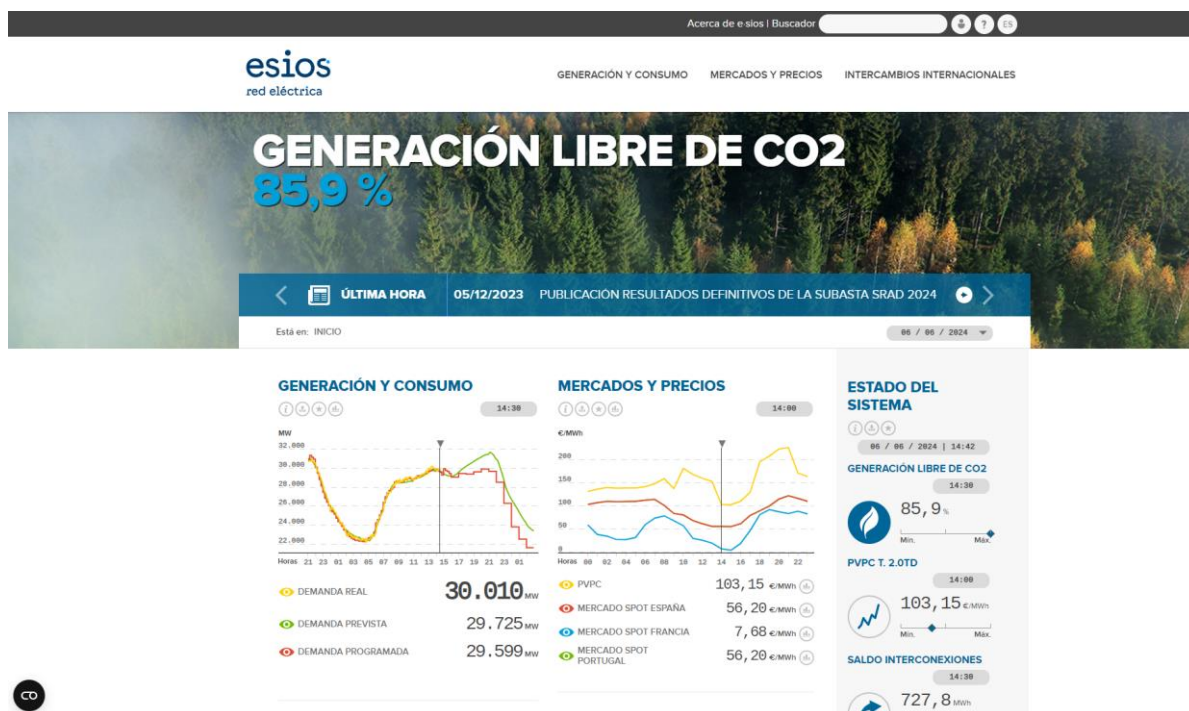 Acerca de e·sios | Buscador
?
ES
esios
red eléctrica
GENERACIÓN Y CONSUMO
MERCADOS Y PRECIOS
INTERCAMBIOS INTERNACIONALES
GENERACIÓN LIBRE DE CO2
85,9 %
ÚLTIMA HORA
05/12/2023
PUBLICACIÓN RESULTADOS DEFINITIVOS DE LA SUBASTA SRAD 2024
Está en: INICIO
06 / 06 / 2024
GENERACIÓN Y CONSUMO
14:30
MW
32.000
30.000
28.000
26.000
24.000
22.000
Horas 21 23 01 03 05 07 09 11 13 15 17 19 21 23 01
DEMANDA REAL 30.010 MW
DEMANDA PREVISTA 29.725 MW
DEMANDA PROGRAMADA 29.599 MW
MERCADOS Y PRECIOS
14:00
€/MWh
200
150
100
50
0
Horas 00 02 04 06 08 10 12 14 16 18 20 22
PVPC 103,15 €/MWh
MERCADO SPOT ESPAÑA 56,20 €/MWh
MERCADO SPOT FRANCIA 7,68 €/MWh
MERCADO SPOT
PORTUGAL 56,20 €/MWh
ESTADO DEL
SISTEMA
06 / 06 / 2024 | 14:42
GENERACIÓN LIBRE DE CO2
14:30
85,9 %
Mín. Máx.
PVPC T. 2.0TD
14:00
103,15 €/MWh
Mín. Máx.
SALDO INTERCONEXIONES
14:30
727,8 MWh